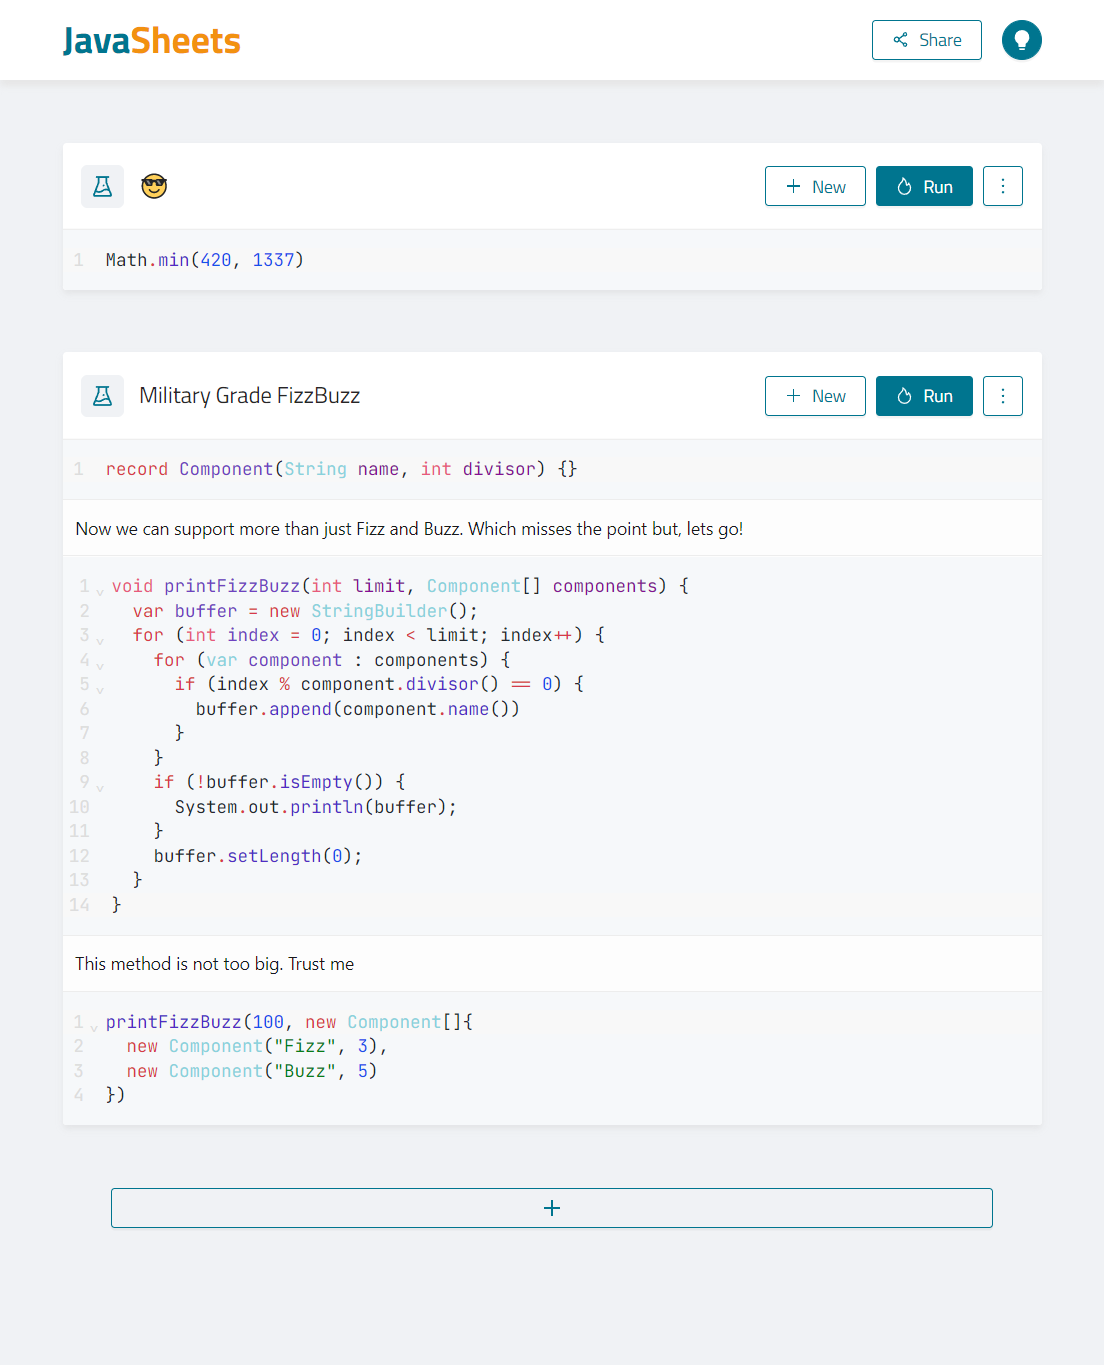 JavaSheets
Share
😎
New
Run
1 Math.min(420, 1337)
Military Grade FizzBuzz
New
Run
1 record Component(String name, int divisor) {}
Now we can support more than just Fizz and Buzz. Which misses the point but, lets go!
1 void printFizzBuzz(int limit, Component[] components) {
2   var buffer = new StringBuilder();
3   for (int index = 0; index < limit; index++) {
4     for (var component : components) {
5       if (index % component.divisor() == 0) {
6         buffer.append(component.name())
7       }
8     }
9     if (!buffer.isEmpty()) {
10       System.out.println(buffer);
11     }
12     buffer.setLength(0);
13   }
14 }
This method is not too big. Trust me
1 printFizzBuzz(100, new Component[]{
2   new Component("Fizz", 3),
3   new Component("Buzz", 5)
4 })